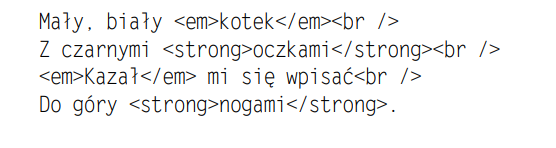 Mały, biały <em>kotek</em><br />
Z czarnymi <strong>oczkami</strong><br />
<em>Kazał</em> mi się wpisać<br />
Do góry <strong>nogami</strong>.